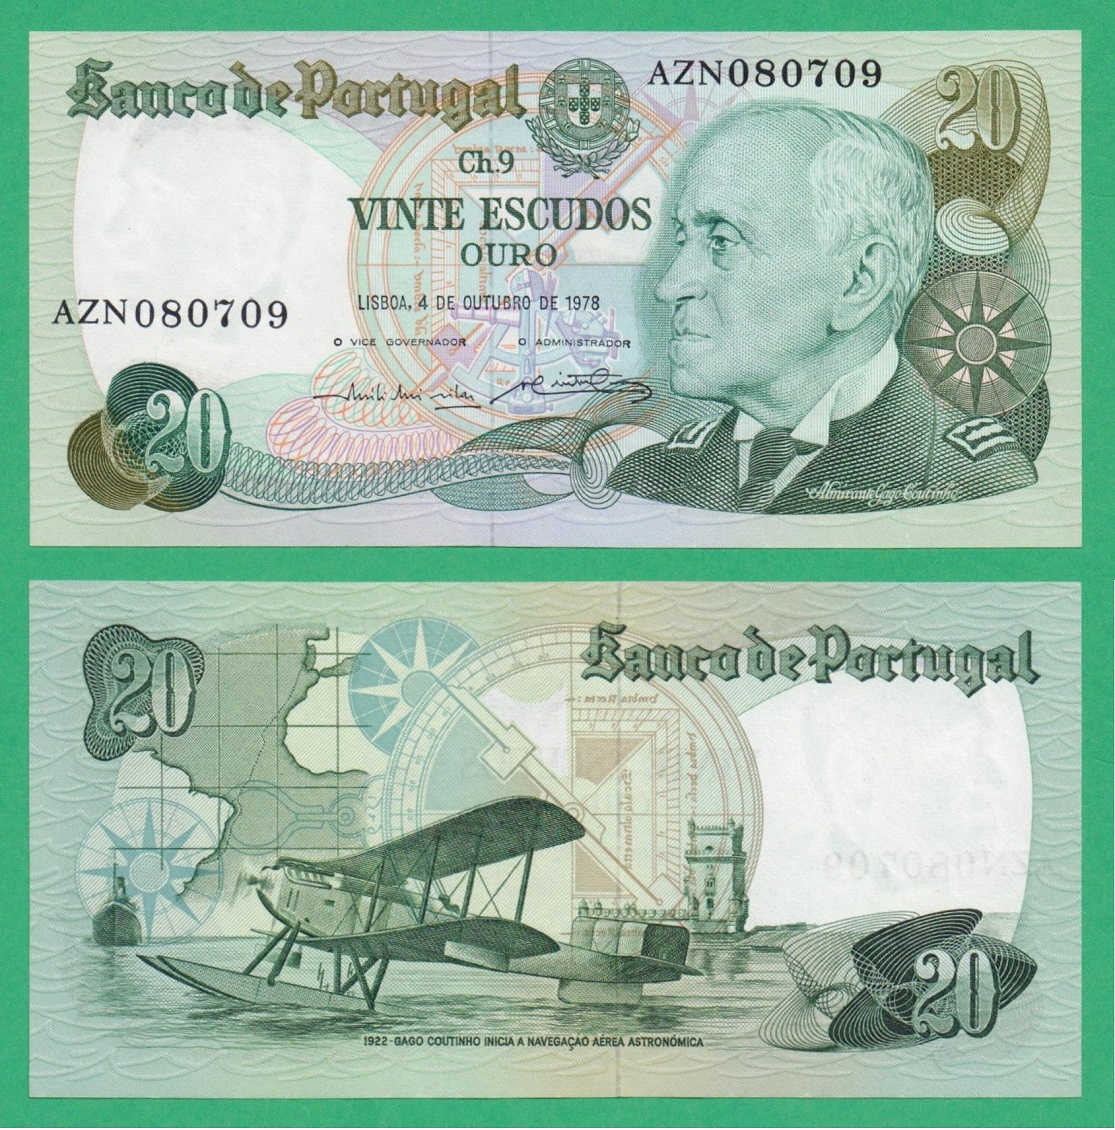 Banco de Portugal
AZN080709
20
Ch.9
VINTE ESCUDOS
OURO
LISBOA, 4 DE OUTUBRO DE 1978
AZN080709
O VICE GOVERNADOR O ADMINISTRADOR
20
Almirante Gago Coutinho
20
Banco de Portugal
20
1922-GAGO COUTINHO INICIA A NAVEGAÇÃO AÉREA ASTRONÓMICA